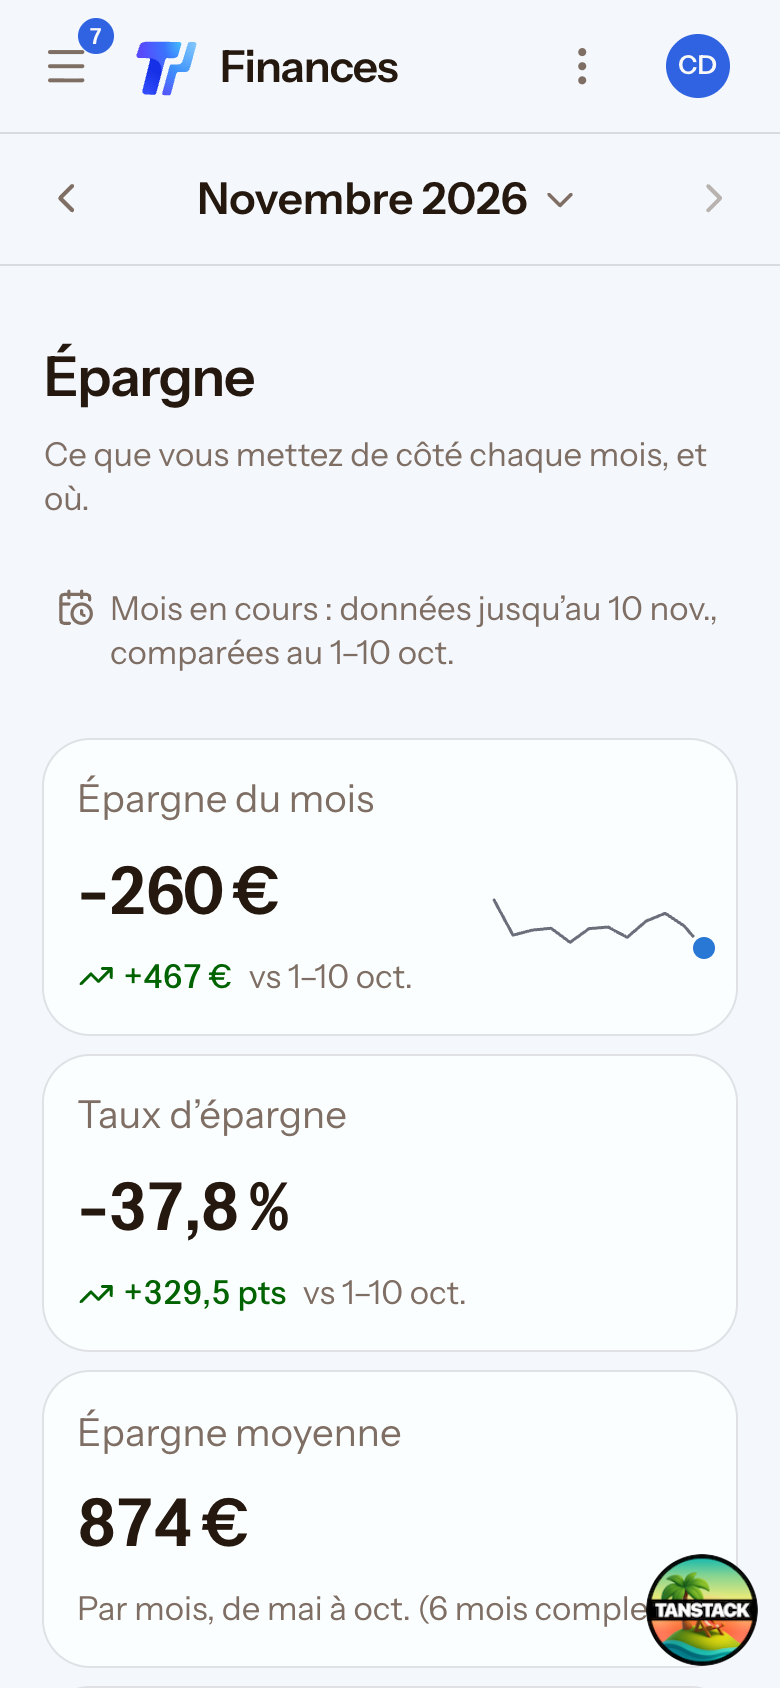 7
Finances
CD
Novembre 2026
Épargne
Ce que vous mettez de côté chaque mois, et
où.
Mois en cours : données jusqu’au 10 nov.,
comparées au 1–10 oct.
Épargne du mois
-260 €
+467 € vs 1–10 oct.
Taux d’épargne
-37,8 %
+329,5 pts vs 1–10 oct.
Épargne moyenne
874 €
Par mois, de mai à oct. (6 mois comple
TANSTACK